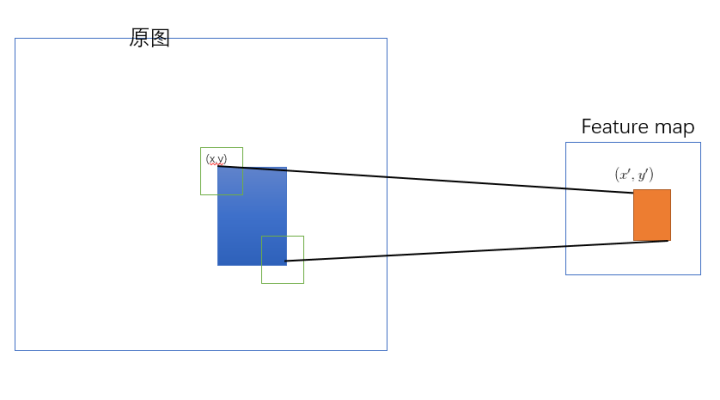 原图
Feature map
(x,y)
(x′, y′)